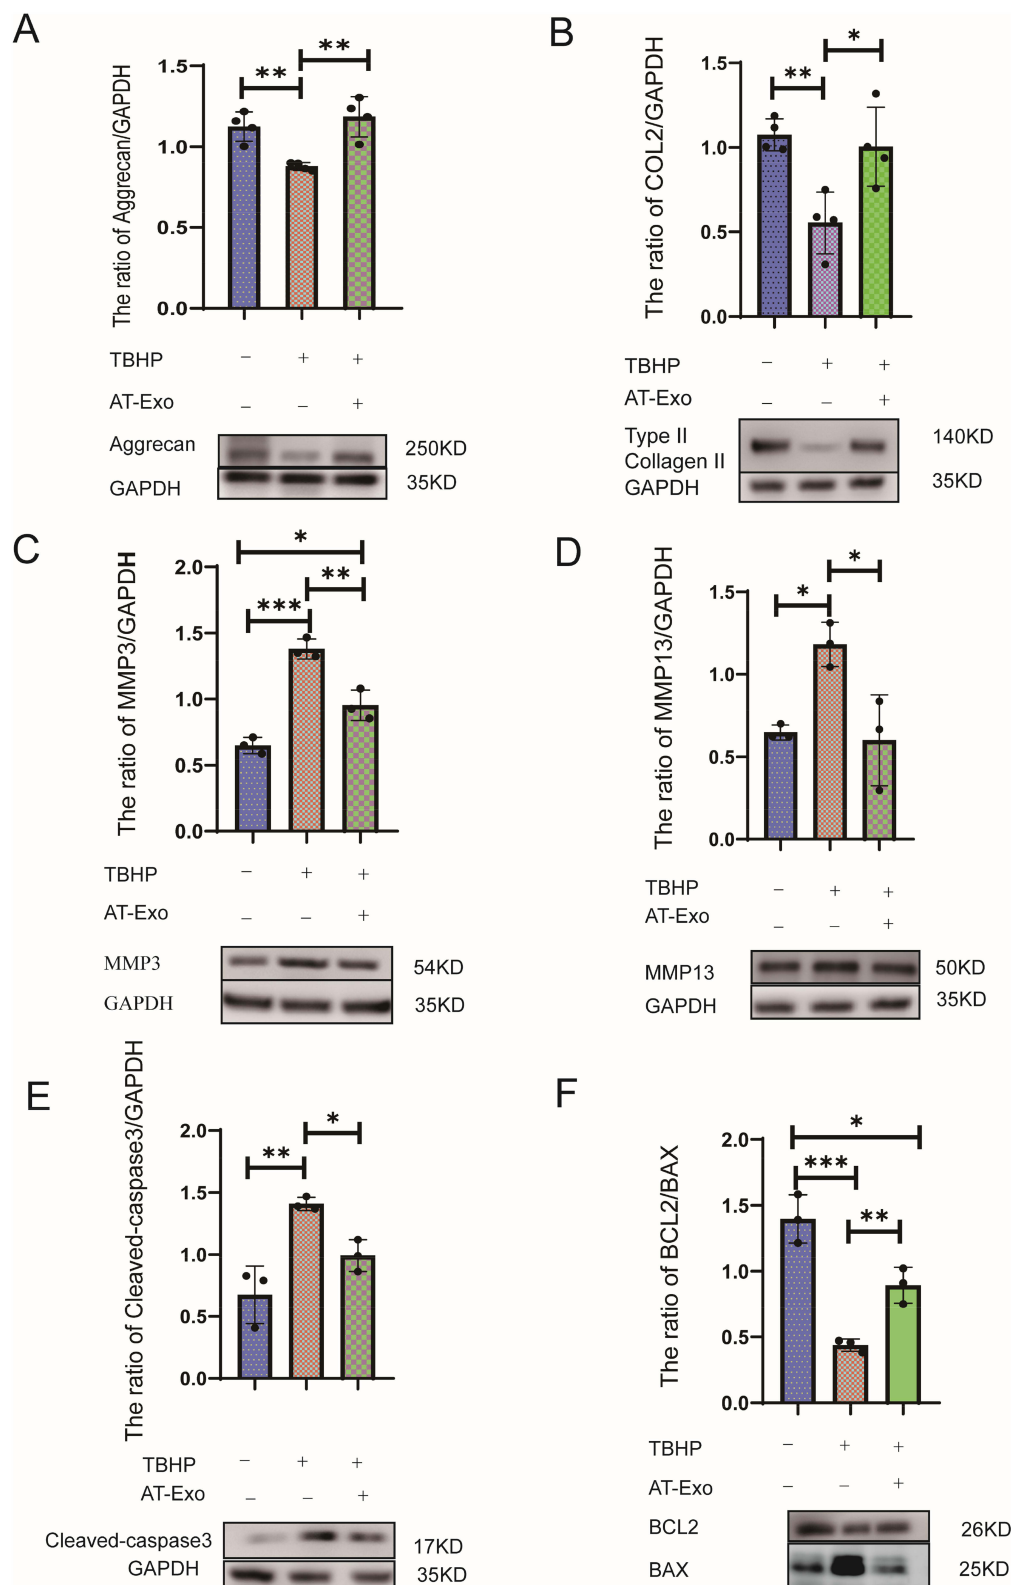 A
The ratio of Aggrecan/GAPDH
1.5
1.0
0.5
0.0
**
**
TBHP − + +
AT-Exo − − +
Aggrecan 250KD
GAPDH 35KD
B
The ratio of COL2/GAPDH
1.5
1.0
0.5
0.0
**
*
TBHP − + +
AT-Exo − − +
Type II
Collagen II 140KD
GAPDH 35KD
C
The ratio of MMP3/GAPDH
2.0
1.5
1.0
0.5
0.0
*
**
***
TBHP − + +
AT-Exo − − +
MMP3 54KD
GAPDH 35KD
D
The ratio of MMP13/GAPDH
1.5
1.0
0.5
0.0
*
*
TBHP − + +
AT-Exo − − +
MMP13 50KD
GAPDH 35KD
E
The ratio of Cleaved-caspase3/GAPDH
2.0
1.5
1.0
0.5
0.0
*
**
TBHP − + +
AT-Exo − − +
Cleaved-caspase3 17KD
GAPDH 35KD
F
The ratio of BCL2/BAX
2.0
1.5
1.0
0.5
0.0
*
***
**
TBHP − + +
AT-Exo − − +
BCL2 26KD
BAX 25KD